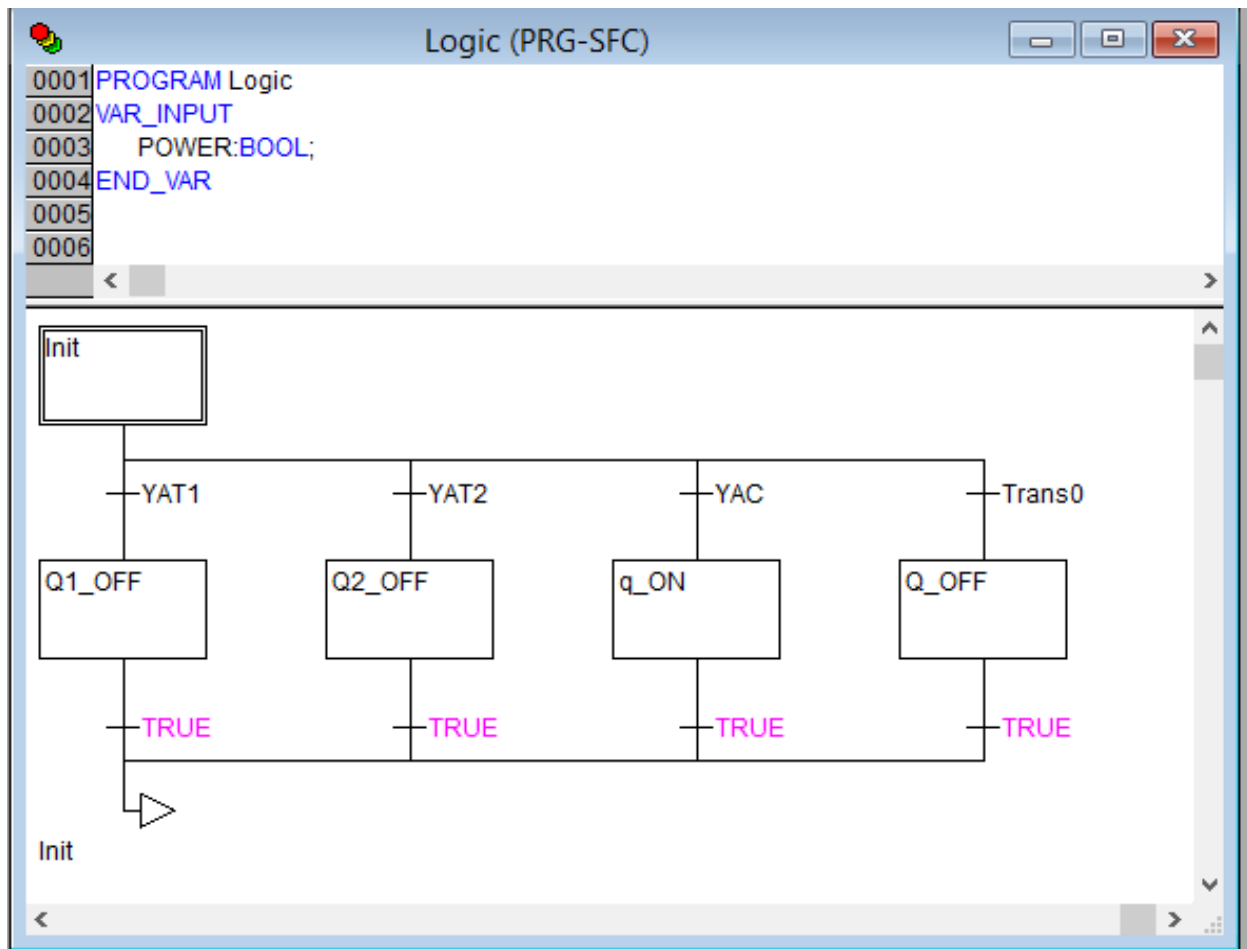 Logic (PRG-SFC)
0001 PROGRAM Logic
0002 VAR_INPUT
0003 POWER:BOOL;
0004 END_VAR
0005
0006
Init
YAT1 YAT2 YAC Trans0
Q1_OFF Q2_OFF q_ON Q_OFF
TRUE TRUE TRUE TRUE
Init